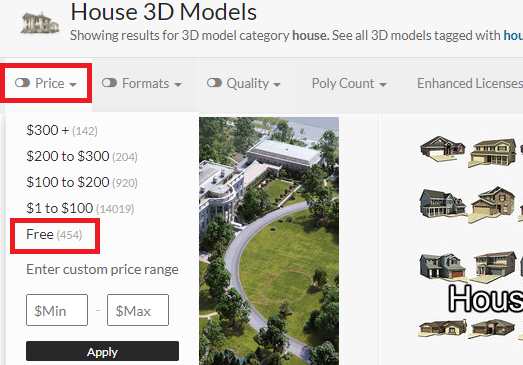 House 3D Models
Showing results for 3D model category house. See all 3D models tagged with
Price Formats Quality Poly Count Enhanced Licenses
$300 + (142)
$200 to $300 (204)
$100 to $200 (920)
$1 to $100 (14019)
Free (454)
Enter custom price range
$Min - $Max
Apply